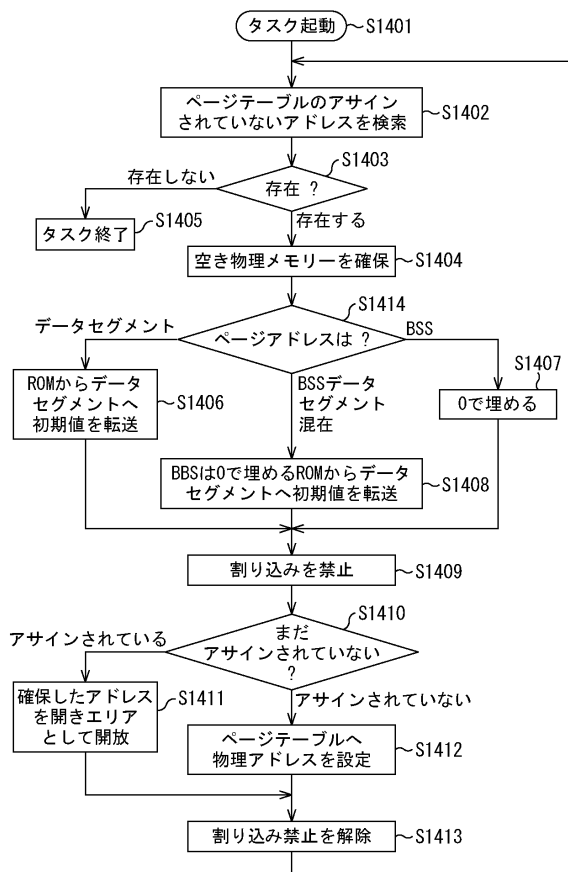 タスク起動
S1401
ページテーブルのアサイン
されていないアドレスを検索
S1402
S1403
存在 ?
存在しない
存在する
タスク終了
S1405
空き物理メモリーを確保
S1404
S1414
ページアドレスは ?
データセグメント
BSS
BSSデータ
セグメント
混在
ROMからデータ
セグメントへ
初期値を転送
S1406
S1407
0で埋める
BBSは0で埋めるROMからデータ
セグメントへ初期値を転送
S1408
割り込みを禁止
S1409
S1410
まだ
アサインされていない
?
アサインされている
アサインされていない
確保したアドレス
を開きエリア
として開放
S1411
ページテーブルへ
物理アドレスを設定
S1412
割り込み禁止を解除
S1413